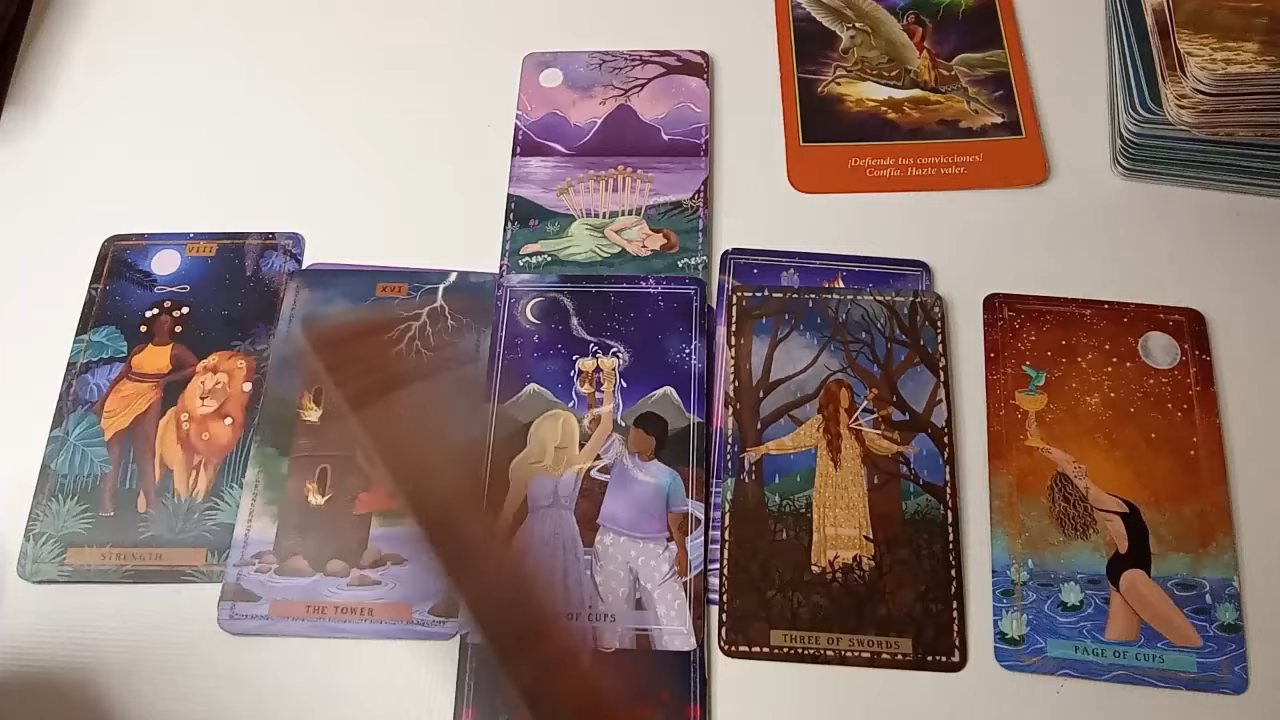 ¡Defiende tus convicciones!
Confía. Hazte valer.
VIII
XVI
STRENGTH
THE TOWER
OF CUPS
THREE OF SWORDS
PAGE OF CUPS